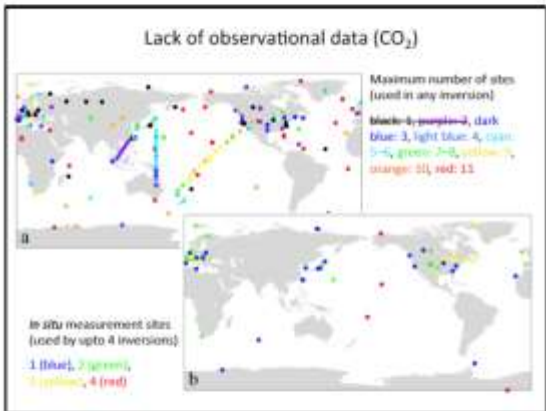 Lack of observational data (CO₂)
Maximum number of sites
(used in any inversion)
black: 1, purple: 2, dark
blue: 3, light blue: 4, cyan:
5–6, green: 7–8, yellow: 9,
orange: 10, red: 11
a
In situ measurement sites
(used by upto 4 inversions)
1 (blue), 2 (green),
3 (yellow), 4 (red)
b